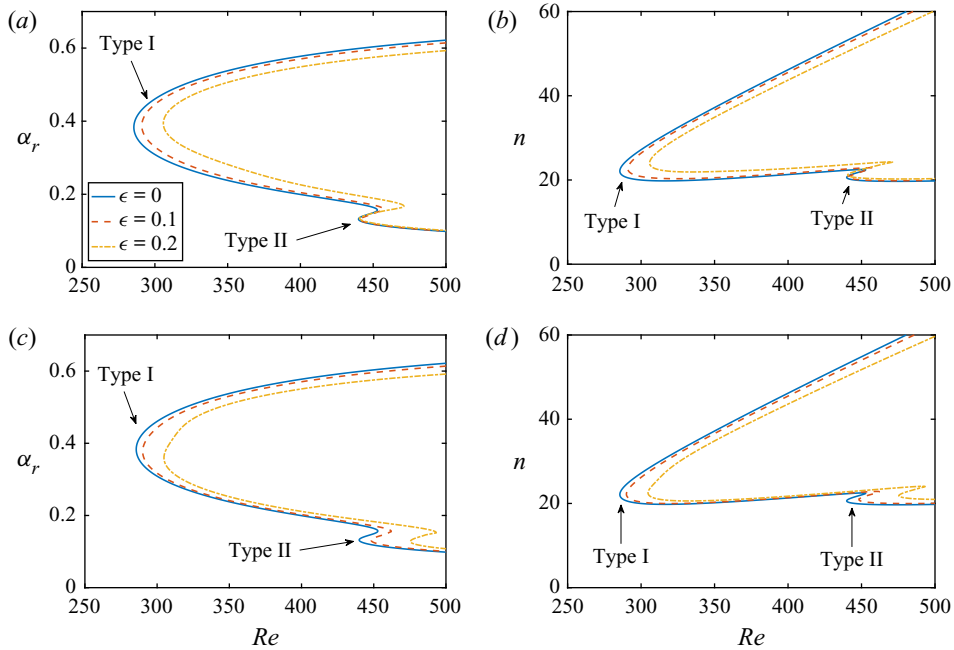 (a)
(b)
0.6
0.4
0.2
0
α_r
Type I
Type II
ϵ = 0
ϵ = 0.1
ϵ = 0.2
250 300 350 400 450 500
60
40
20
0
n
Type I
Type II
250 300 350 400 450 500
(c)
(d)
0.6
0.4
0.2
0
α_r
Type I
Type II
250 300 350 400 450 500
Re
60
40
20
0
n
Type I
Type II
250 300 350 400 450 500
Re